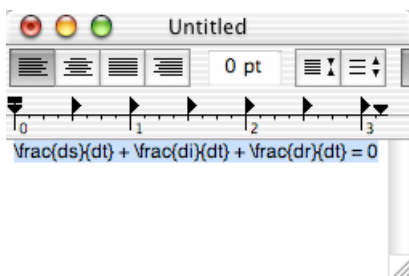 Untitled
0 pt
0 1 2 3
\frac{ds}{dt} + \frac{di}{dt} + \frac{dr}{dt} = 0